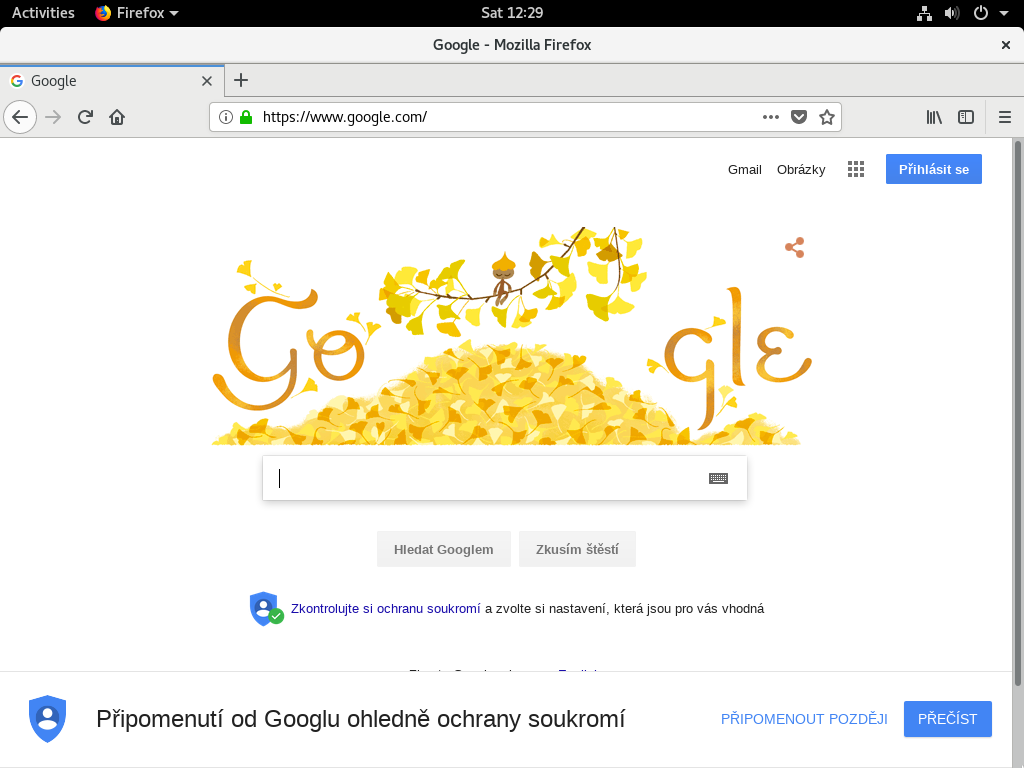 Activities Firefox Sat 12:29
Google - Mozilla Firefox
Google
https://www.google.com/
Gmail Obrázky Přihlásit se
Google
Hledat Googlem Zkusím štěstí
Zkontrolujte si ochranu soukromí a zvolte si nastavení, která jsou pro vás vhodná
Připomenutí od Googlu ohledně ochrany soukromí PŘIPOMENOUT POZDĚJI PŘEČÍST